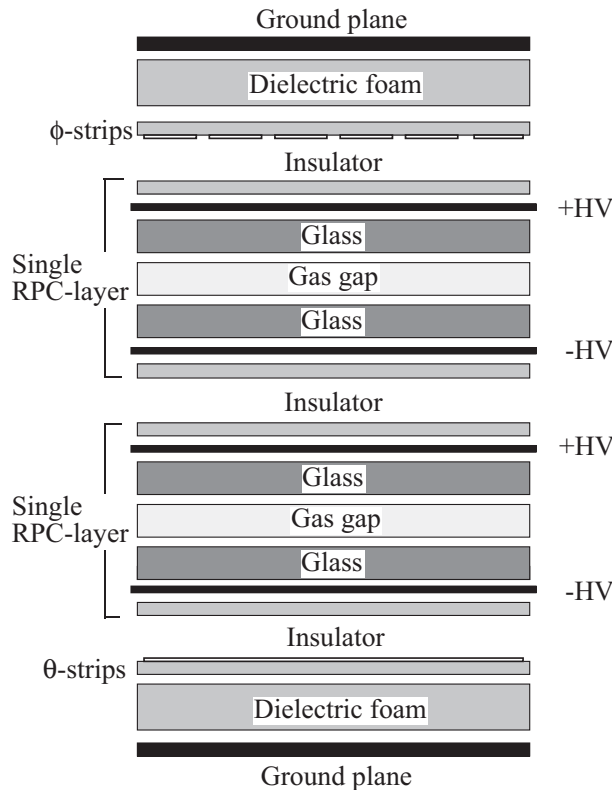 Ground plane
Dielectric foam
ϕ-strips
Insulator
+HV
Glass
Single
RPC-layer
Gas gap
Glass
-HV
Insulator
+HV
Glass
Single
RPC-layer
Gas gap
Glass
-HV
Insulator
θ-strips
Dielectric foam
Ground plane